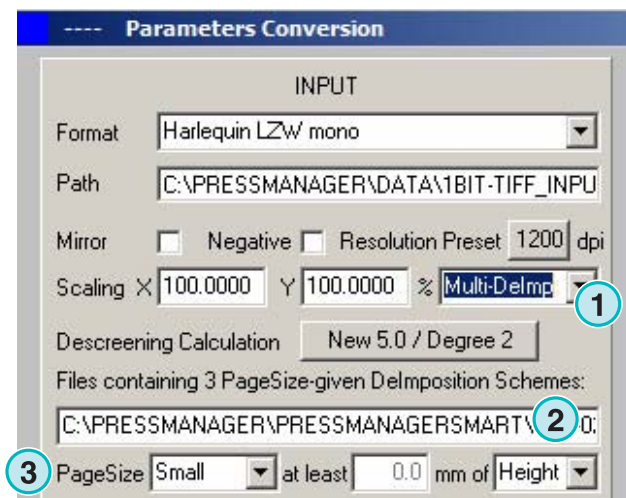 ---- Parameters Conversion
INPUT
Format Harlequin LZW mono
Path C:\PRESSMANAGER\DATA\1BIT-TIFF_INPU
Mirror Negative Resolution Preset 1200 dpi
Scaling X 100.0000 Y 100.0000 % Multi-DeImp 1
Descreening Calculation New 5.0 / Degree 2
Files containing 3 PageSize-given DeImposition Schemes:
C:\PRESSMANAGER\PRESSMANAGERSMART\ 2
3 PageSize Small at least 0.0 mm of Height